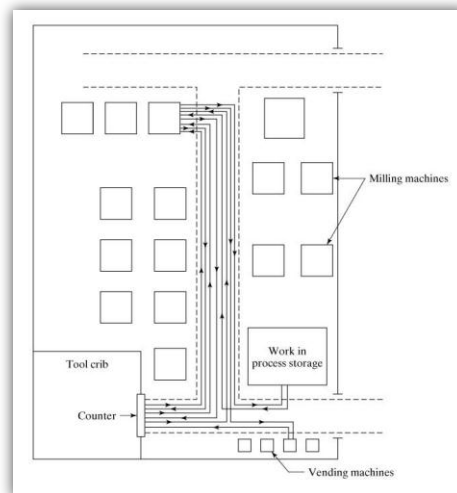 Milling machines
Work in
process storage
Tool crib
Counter
Vending machines